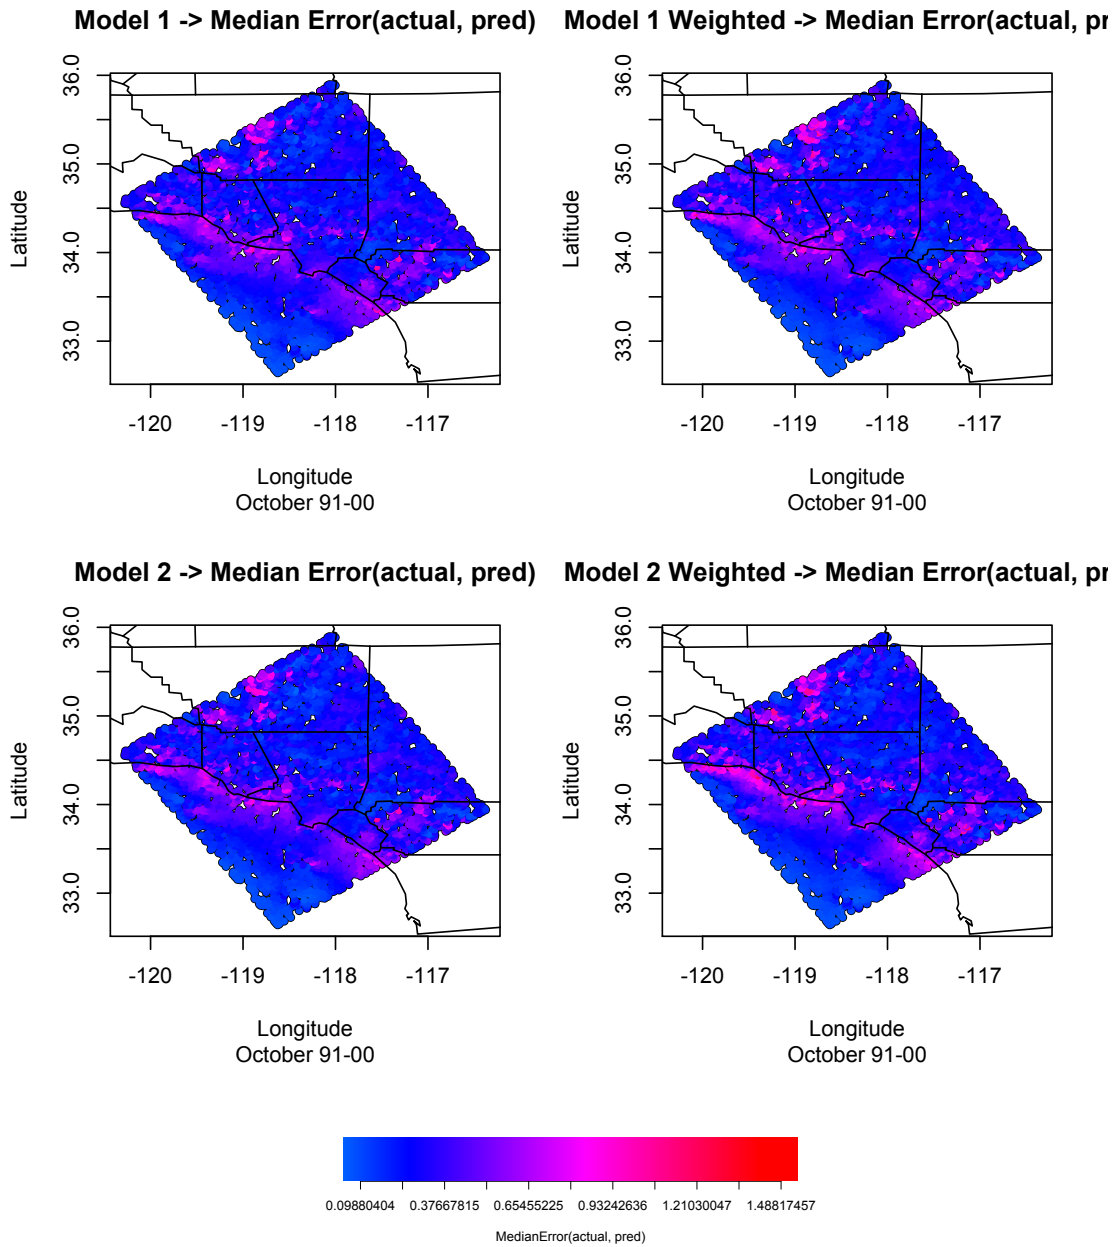 Model 1 -> Median Error(actual, pred)
Model 1 Weighted -> Median Error(actual, pr
36.0
35.0
34.0
33.0
Latitude
-120 -119 -118 -117
Longitude
October 91-00
36.0
35.0
34.0
33.0
Latitude
-120 -119 -118 -117
Longitude
October 91-00
Model 2 -> Median Error(actual, pred)
Model 2 Weighted -> Median Error(actual, pr
36.0
35.0
34.0
33.0
Latitude
-120 -119 -118 -117
Longitude
October 91-00
36.0
35.0
34.0
33.0
Latitude
-120 -119 -118 -117
Longitude
October 91-00
0.09880404 0.37667815 0.65455225 0.93242636 1.21030047 1.48817457
MedianError(actual, pred)